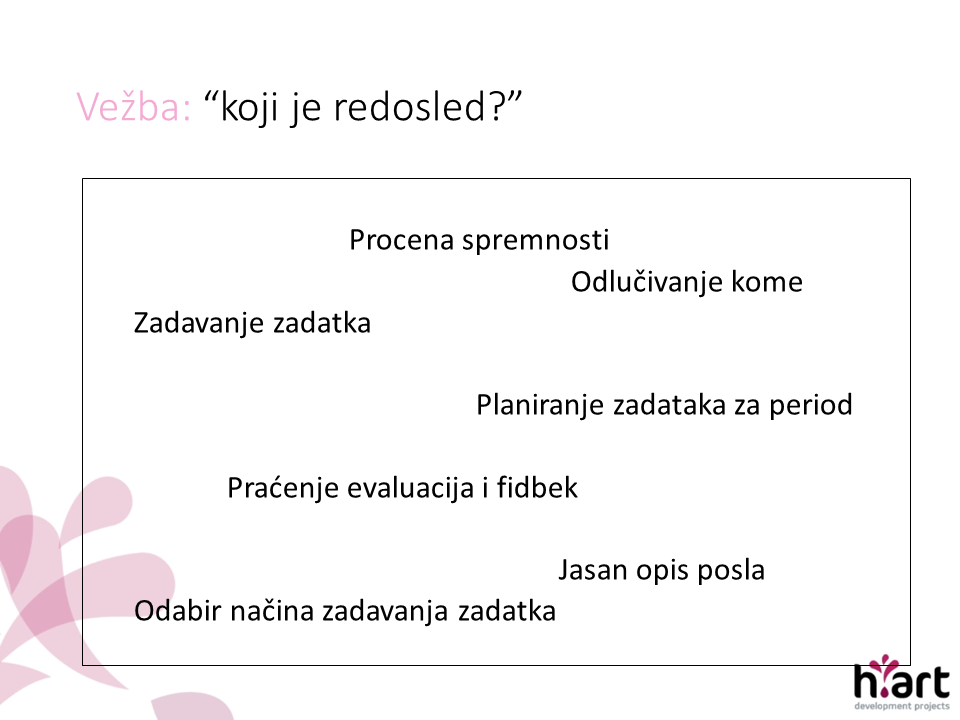 Vežba: “koji je redosled?”
Procena spremnosti
Odlučivanje kome
Zadavanje zadatka
Planiranje zadataka za period
Praćenje evaluacija i fidbek
Jasan opis posla
Odabir načina zadavanja zadatka
h.art
development projects